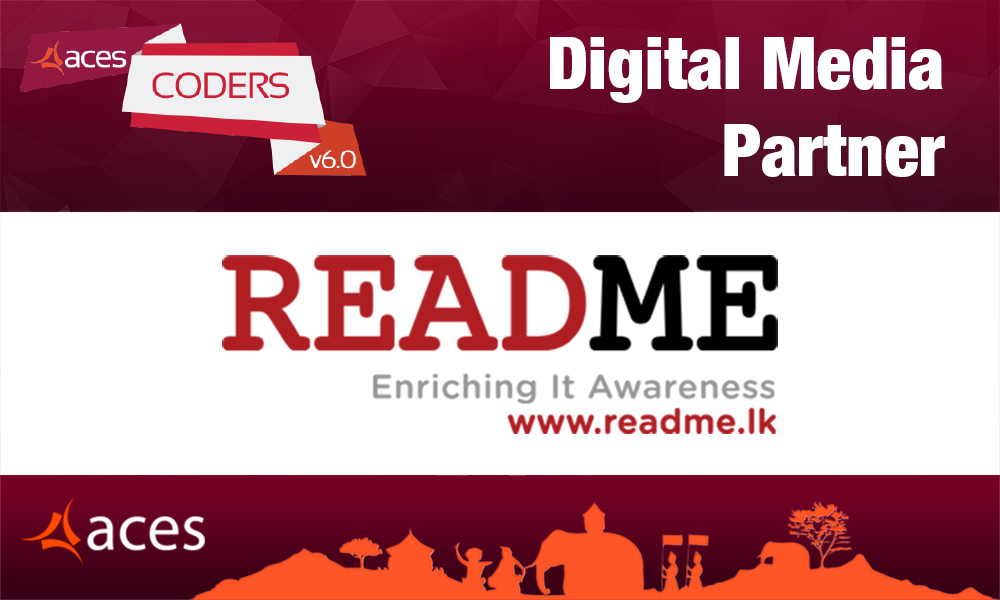 aces
CODERS
v6.0
Digital Media
Partner
README
Enriching It Awareness
www.readme.lk
aces